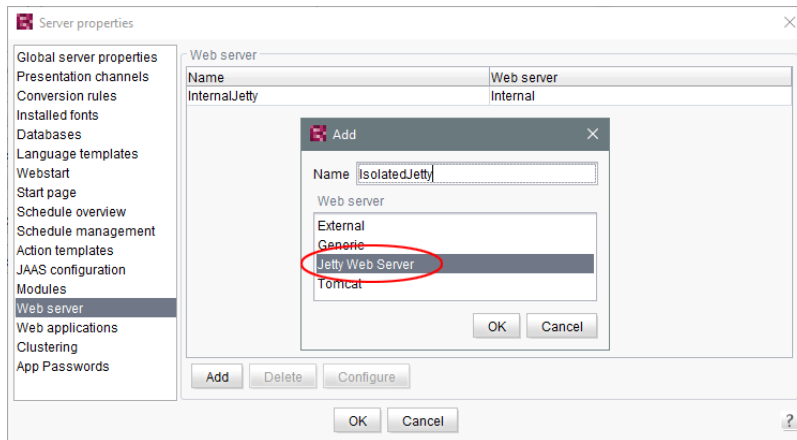 Server properties
Global server properties
Presentation channels
Conversion rules
Installed fonts
Databases
Language templates
Webstart
Start page
Schedule overview
Schedule management
Action templates
JAAS configuration
Modules
Web server
Web applications
Clustering
App Passwords
Web server
Name Web server
InternalJetty Internal
Add
Name IsolatedJetty
Web server
External
Generic
Jetty Web Server
Tomcat
OK Cancel
Add Delete Configure
OK Cancel
?